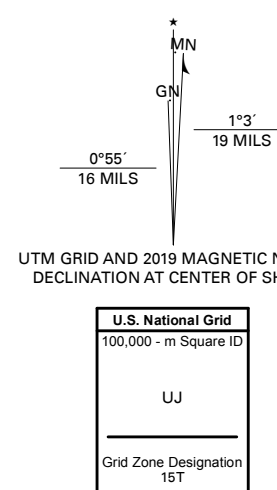 ★
MN
GN
1°3´
19 MILS
0°55´
16 MILS
UTM GRID AND 2019 MAGNETIC N
DECLINATION AT CENTER OF SH
U.S. National Grid
100,000 - m Square ID
UJ
Grid Zone Designation
15T